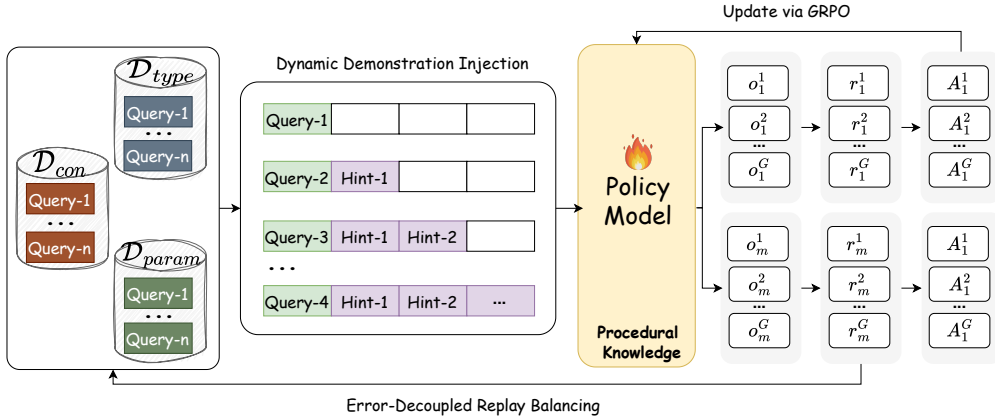 Update via GRPO
𝒟_type
Query-1
...
Query-n
𝒟_con
Query-1
...
Query-n
𝒟_param
Query-1
...
Query-n
Dynamic Demonstration Injection
Query-1
Query-2 Hint-1
Query-3 Hint-1 Hint-2
...
Query-4 Hint-1 Hint-2 ...
Policy
Model
Procedural
Knowledge
o_1^1 r_1^1 A_1^1
o_1^2 r_1^2 A_1^2
... ... ...
o_1^G r_1^G A_1^G
o_m^1 r_m^1 A_1^1
o_m^2 r_m^2 A_1^2
... ... ...
o_m^G r_m^G A_1^G
Error-Decoupled Replay Balancing